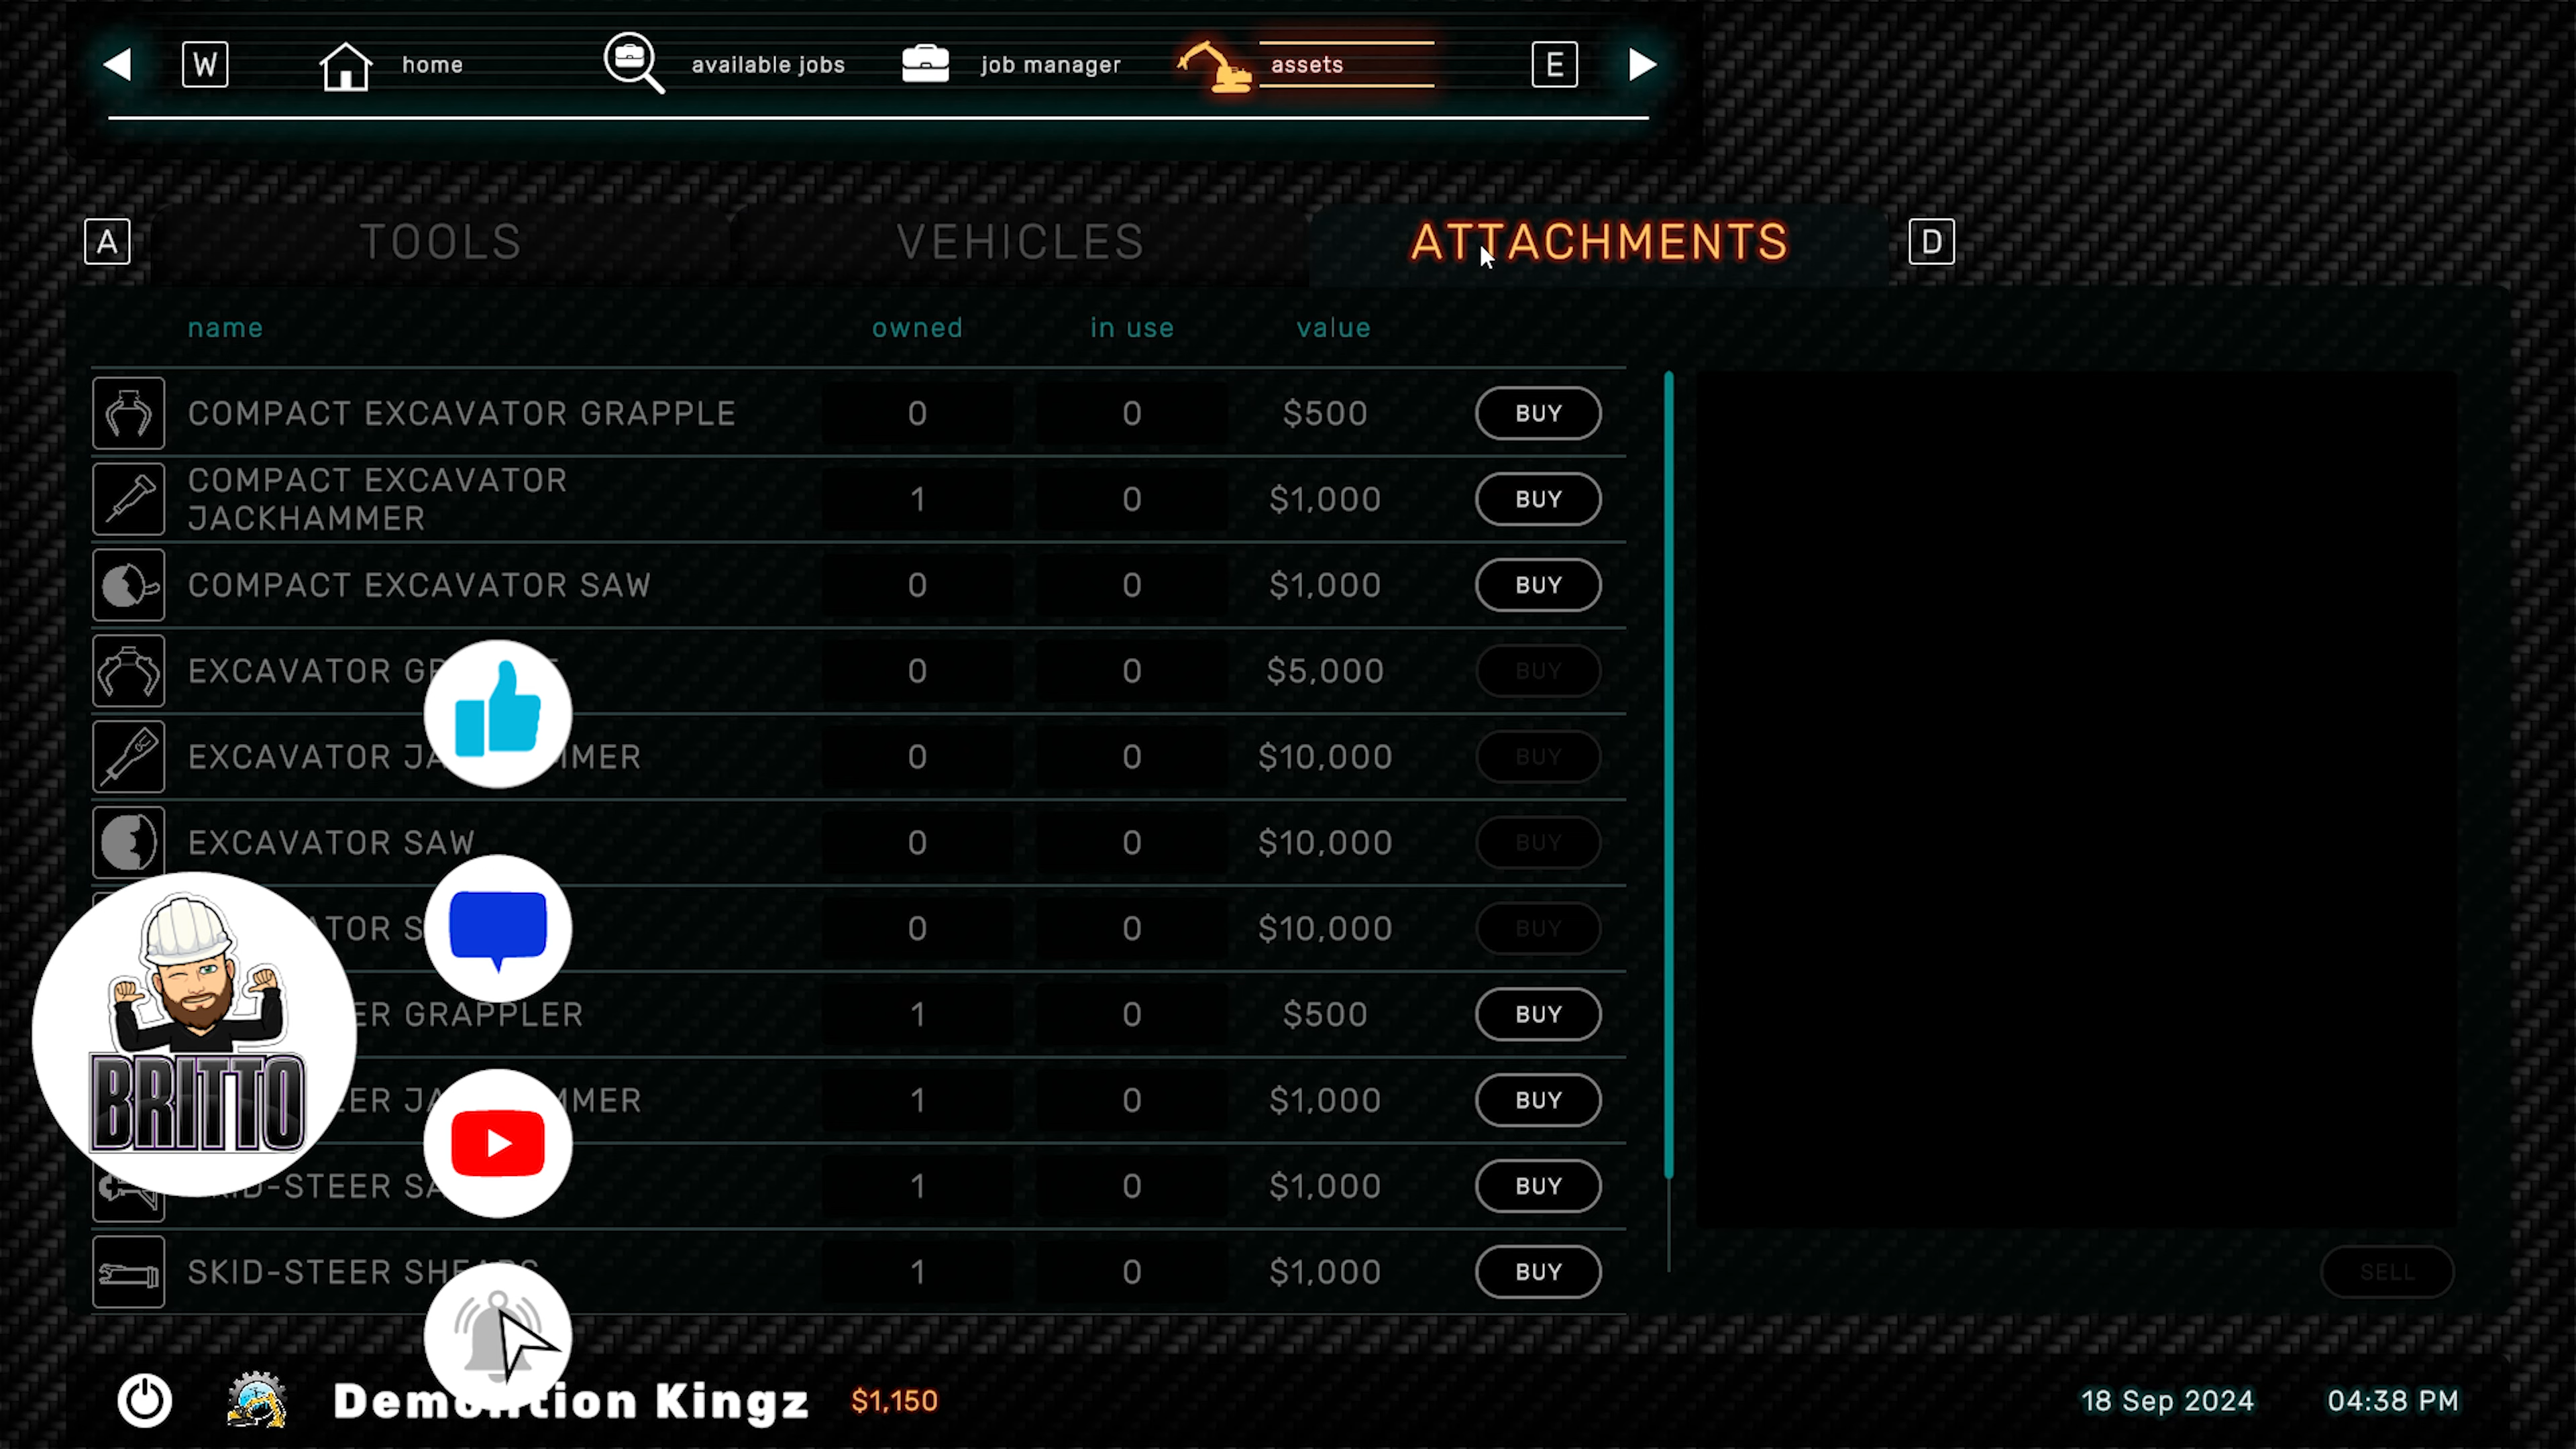 W home available jobs job manager assets E
A TOOLS VEHICLES ATTACHMENTS D
name owned in use value
COMPACT EXCAVATOR GRAPPLE 0 0 $500 BUY
COMPACT EXCAVATOR
JACKHAMMER 1 0 $1,000 BUY
COMPACT EXCAVATOR SAW 0 0 $1,000 BUY
EXCAVATOR 0 0 $5,000 BUY
EXCAVATOR 0 0 $10,000 BUY
EXCAVATOR SAW 0 0 $10,000 BUY
0 0 $10,000 BUY
GRAPPLER 1 0 $500 BUY
1 0 $1,000 BUY
BRITTO
1 0 $1,000 BUY
SKID-STEER 1 0 $1,000 BUY
SELL
Demolition Kingz $1,150 18 Sep 2024 04:38 PM